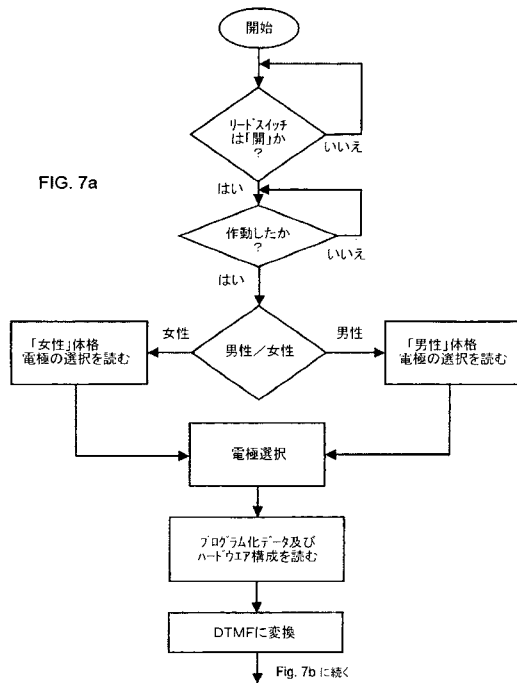 開始
リードスイッチ
は「開」か
?
いいえ
FIG. 7a
はい
作動したか
?
いいえ
はい
女性
男性
「女性」体格
電極の選択を読む
男性／女性
「男性」体格
電極の選択を読む
電極選択
プログラム化データ及び
ハードウエア構成を読む
DTMFに変換
Fig. 7b に続く